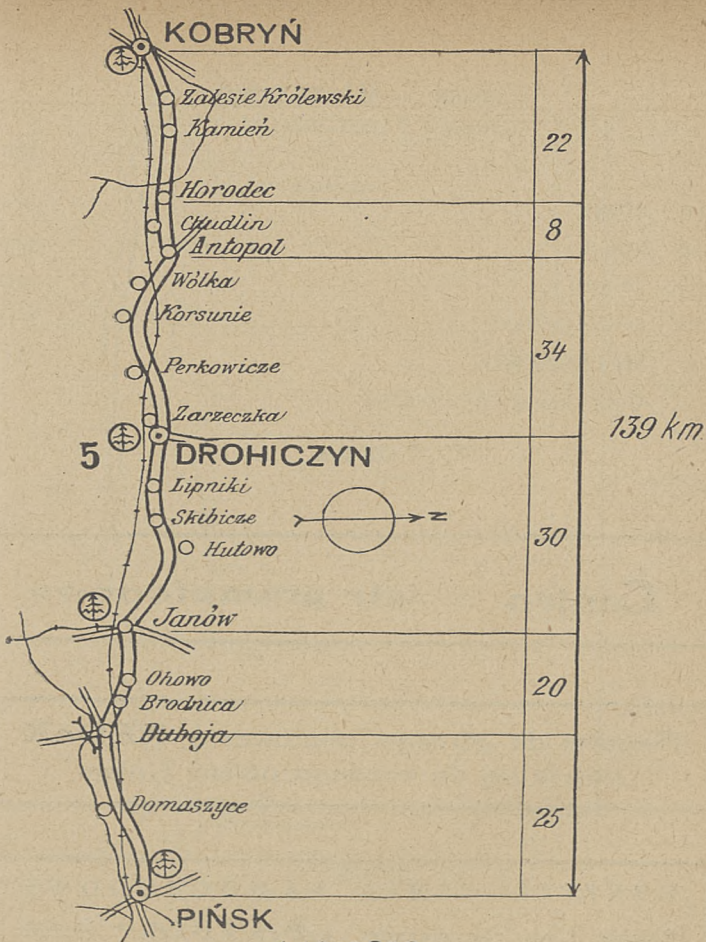 KOBRYŃ
Zalesie Królewski
Kamień
22
Horodec
Chudlin
8
Antopol
Wólka
Korsunie
34
Perkowicze
Zarzeczka
139 km.
5 DROHICZYN
Lipniki
Skibicze
N
Hutowo
30
Janów
Ohowo
20
Brodnica
Duboja
Domaszyce
25
PIŃSK